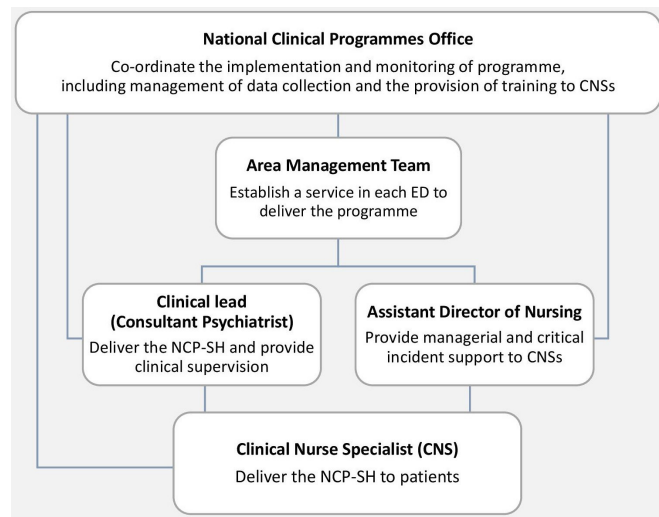 National Clinical Programmes Office
Co-ordinate the implementation and monitoring of programme,
including management of data collection and the provision of training to CNSs
Area Management Team
Establish a service in each ED to
deliver the programme
Clinical lead
(Consultant Psychiatrist)
Deliver the NCP-SH and provide
clinical supervision
Assistant Director of Nursing
Provide managerial and critical
incident support to CNSs
Clinical Nurse Specialist (CNS)
Deliver the NCP-SH to patients